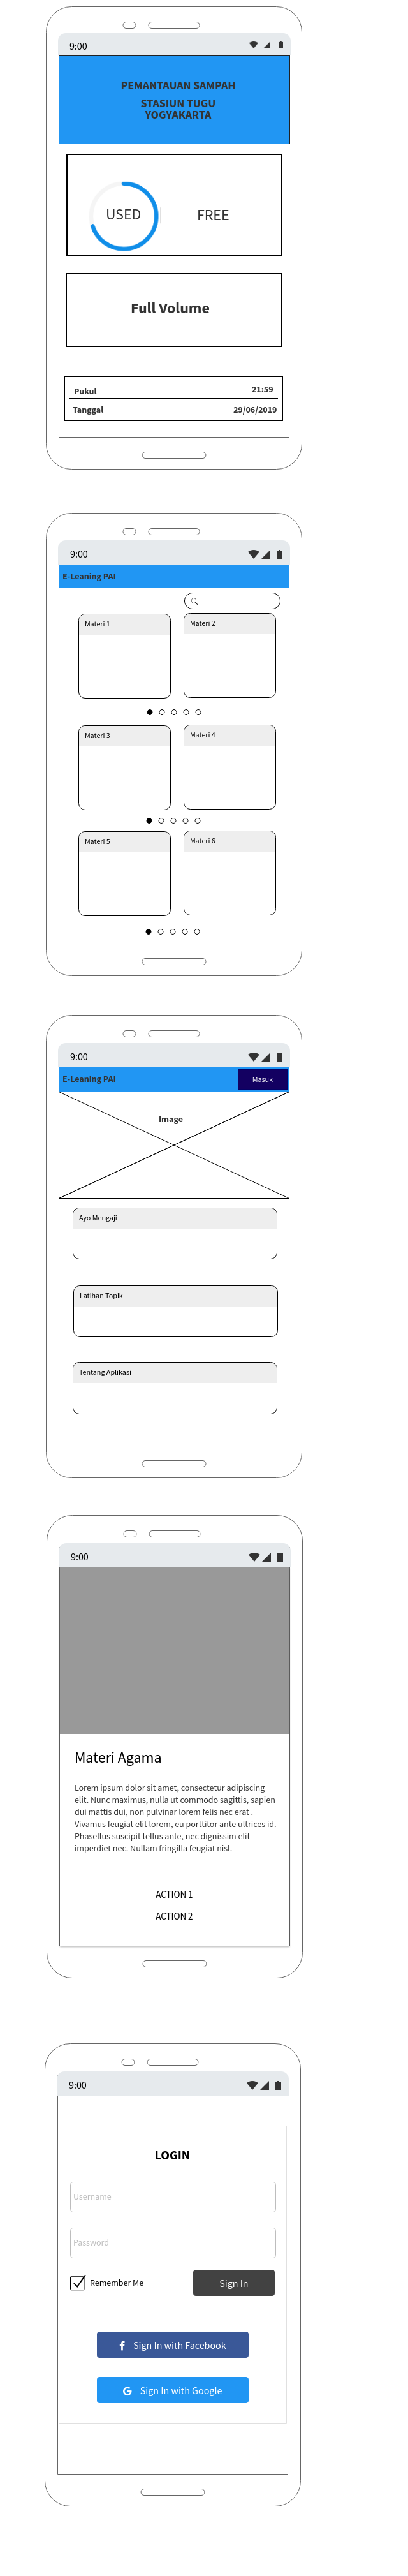 9:00
PEMANTAUAN SAMPAH
STASIUN TUGU
YOGYAKARTA
USED
FREE
Full Volume
Pukul 21:59
Tanggal 29/06/2019
9:00
E-Leaning PAI
Materi 1
Materi 2
Materi 3
Materi 4
Materi 5
Materi 6
9:00
E-Leaning PAI
Masuk
Image
Ayo Mengaji
Latihan Topik
Tentang Aplikasi
9:00
Materi Agama
Lorem ipsum dolor sit amet, consectetur adipiscing
elit. Nunc maximus, nulla ut commodo sagittis, sapien
dui mattis dui, non pulvinar lorem felis nec erat .
Vivamus feugiat elit lorem, eu porttitor ante ultrices id.
Phasellus suscipit tellus ante, nec dignissim elit
imperdiet nec. Nullam fringilla feugiat nisl.
ACTION 1
ACTION 2
9:00
LOGIN
Username
Password
Remember Me
Sign In
Sign In with Facebook
Sign In with Google